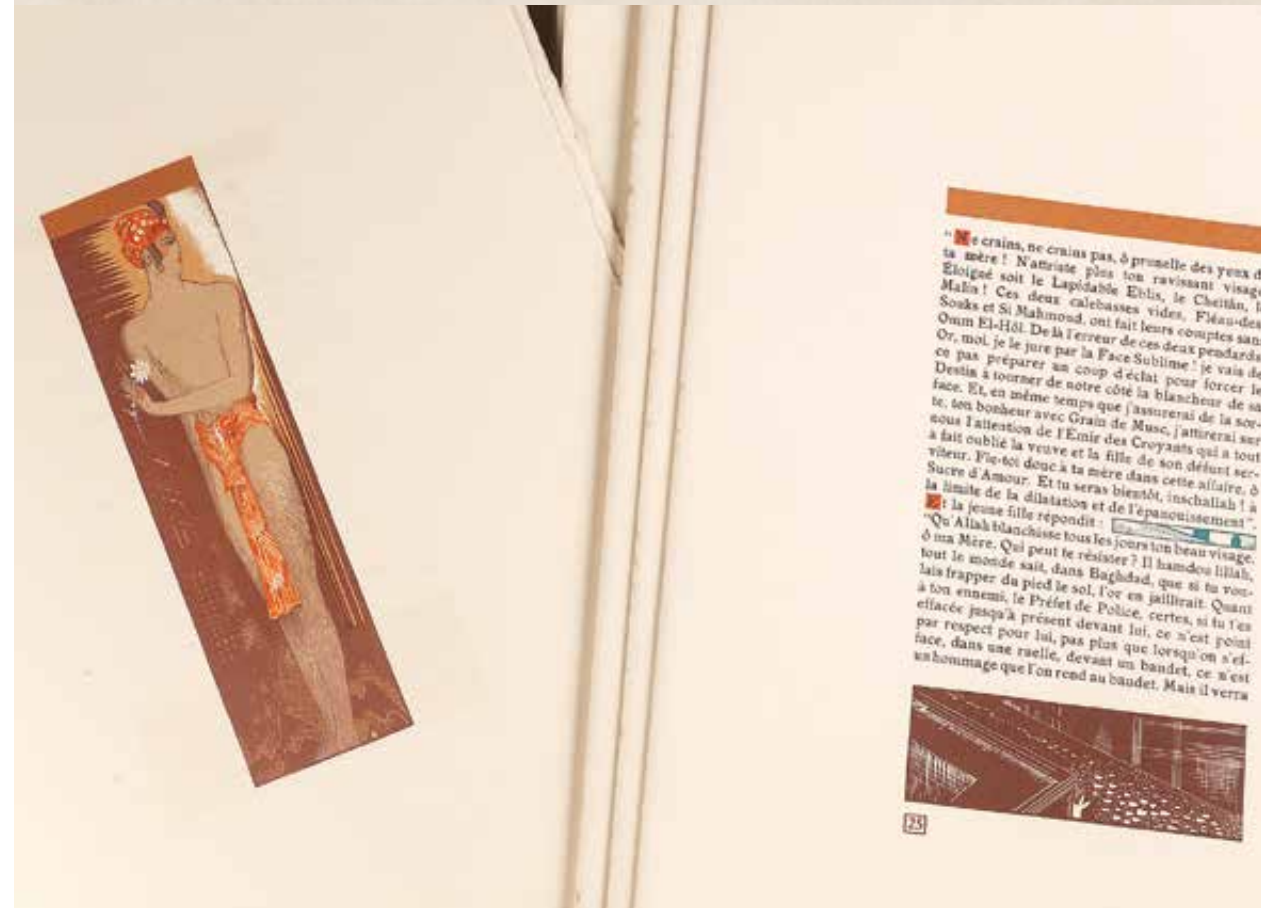 "Ne crains, ne crains pas, ô prunelle des yeux d
ta mère ! N'attriste plus ton ravissant visage
Éloigné soit le Lapidable Eblis, le Cheitân, l
Malin ! Ces deux calebasses vides, Fléau-des
Souks et Si Mahmoud, ont fait leurs comptes sans
Omm El-Hôl. De là l'erreur de ces deux pendards
Or, moi, je le jure par la Face Sublime ! je vais de
ce pas préparer un coup d'éclat pour forcer le
Destin à tourner de notre côté la blancheur de sa
face. Et, en même temps que j'assurerai de la sor-
te, ton bonheur avec Grain de Musc, j'attirerai sur
nous l'attention de l'Emir des Croyants qui a tout
à fait oublié la veuve et la fille de son défunt ser-
viteur. Fie-toi donc à ta mère dans cette affaire, ô
Sucre d'Amour. Et tu seras bientôt, inschallah ! à
la limite de la dilatation et de l'épanouissement".
Et la jeune fille répondit :
"Qu'Allah blanchisse tous les jours ton beau visage,
ô ma Mère. Qui peut te résister ? Il hamdou lillah,
tout le monde sait, dans Baghdad, que si tu vou-
lais frapper du pied le sol, l'or en jaillirait. Quant
à ton ennemi, le Préfet de Police, certes, si tu t'es
effacée jusqu'à présent devant lui, ce n'est point
par respect pour lui, pas plus que lorsqu'on s'ef-
face, dans une ruelle, devant un baudet, ce n'est
un hommage que l'on rend au baudet. Mais il verra
25